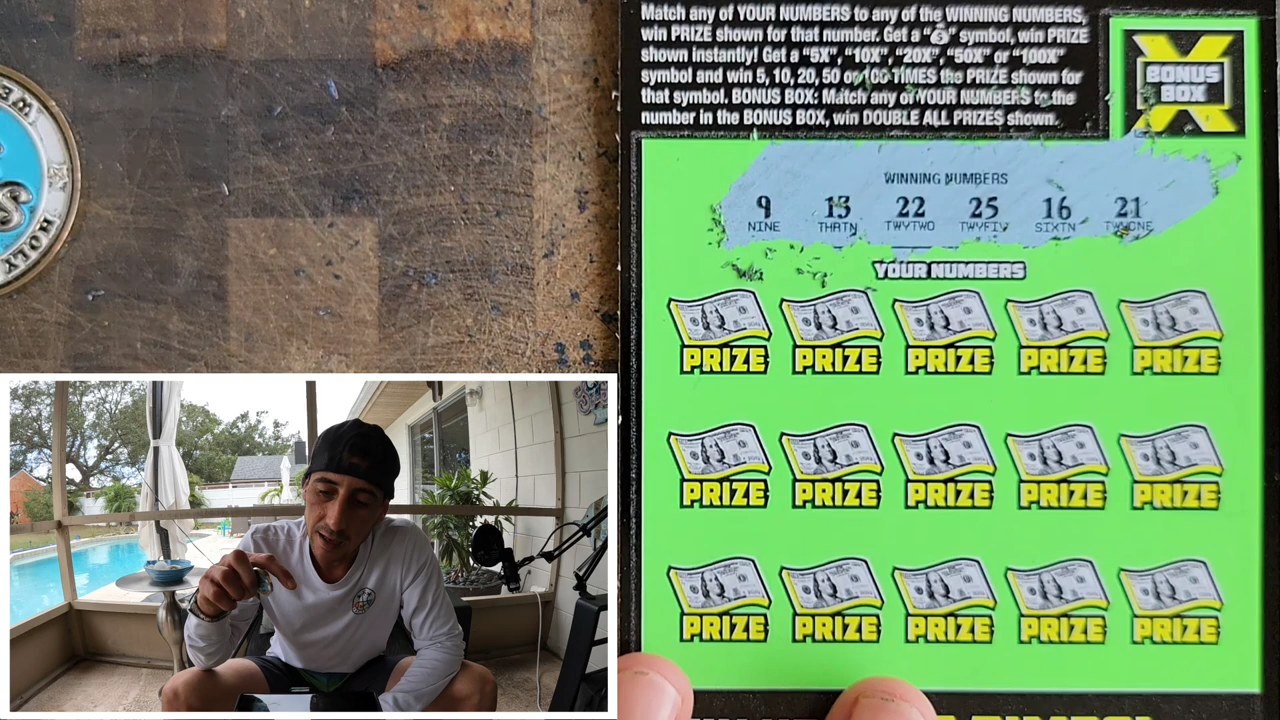 Match any of YOUR NUMBERS to any of the WINNING NUMBERS,
win PRIZE shown for that number. Get a "💰" symbol, win PRIZE
shown instantly! Get a "5X", "10X", "20X", "50X" or "100X"
symbol and win 5, 10, 20, 50 or 100 TIMES the PRIZE shown for
that symbol. BONUS BOX: Match any of YOUR NUMBERS to the
number in the BONUS BOX, win DOUBLE ALL PRIZES shown.
BONUS
BOX
WINNING NUMBERS
9 13 22 25 16 21
NINE THRTN TWYTWO TWYFIV SIXTN TWYONE
YOUR NUMBERS
PRIZE PRIZE PRIZE PRIZE PRIZE
PRIZE PRIZE PRIZE PRIZE PRIZE
PRIZE PRIZE PRIZE PRIZE PRIZE
HOLY